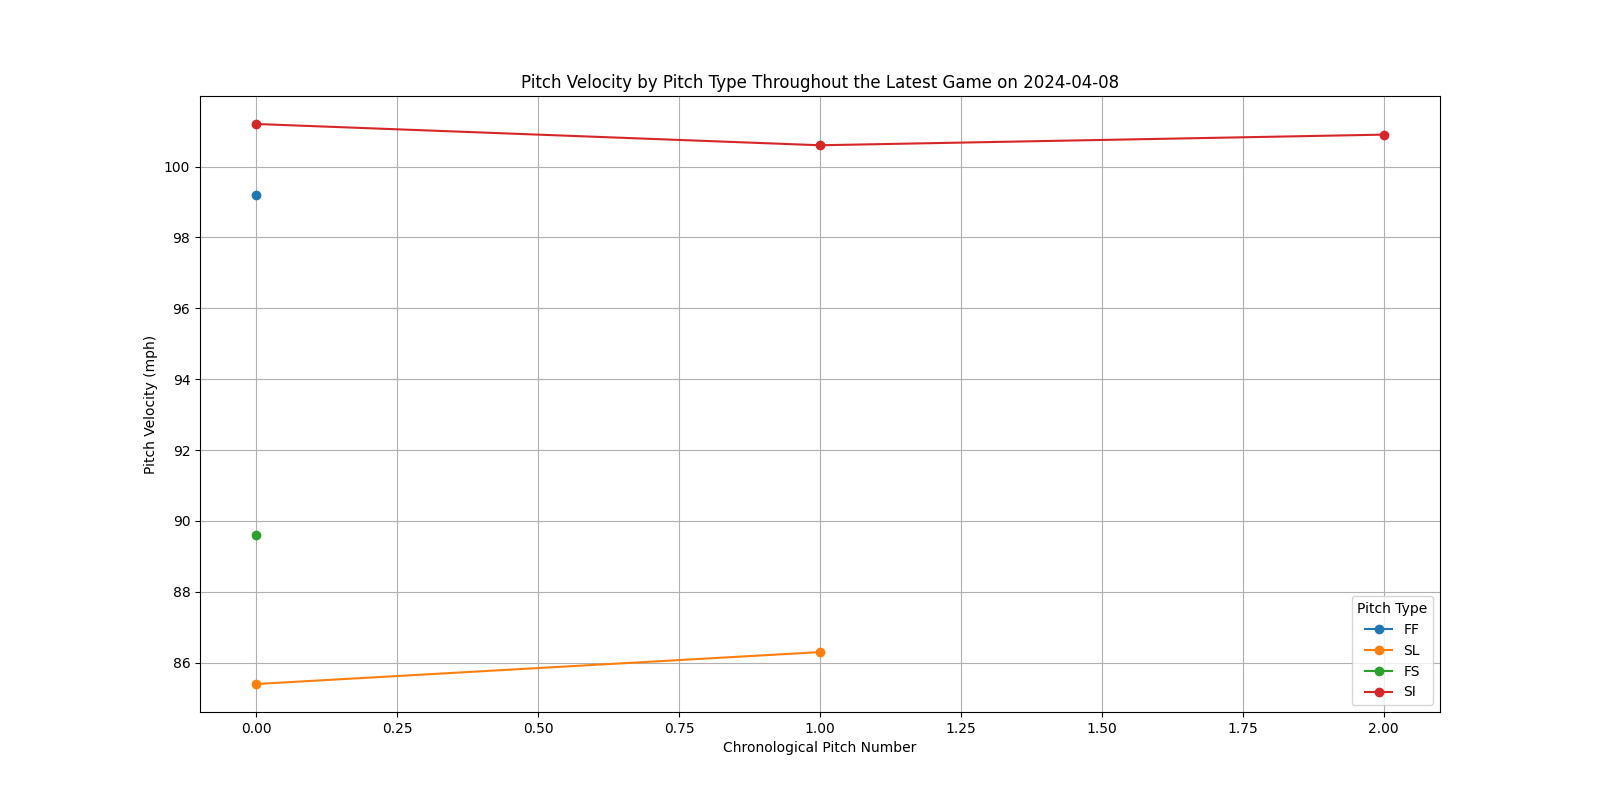 Pitch Velocity by Pitch Type Throughout the Latest Game on 2024-04-08
100
98
96
94
92
90
88
86
Pitch Velocity (mph)
Pitch Type
FF
SL
FS
SI
0.00 0.25 0.50 0.75 1.00 1.25 1.50 1.75 2.00
Chronological Pitch Number